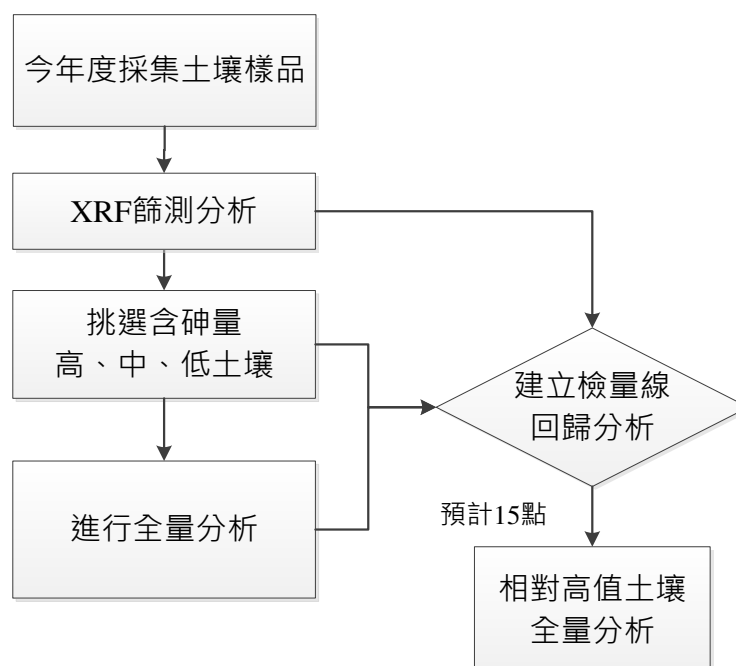 今年度採集土壤樣品
XRF篩測分析
挑選含砷量
高、中、低土壤
進行全量分析
建立檢量線
回歸分析
預計15點
相對高值土壤
全量分析